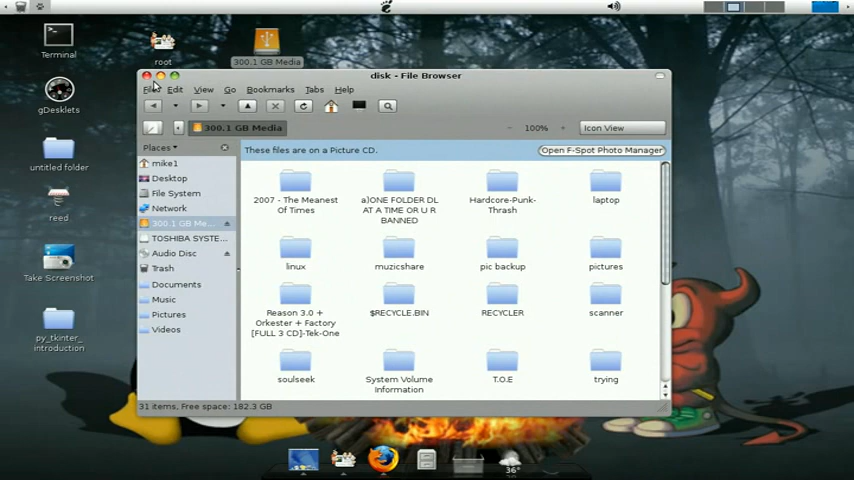 Terminal
root
300.1 GB Media
gDesklets
untitled folder
reed
Take Screenshot
py_tkinter_
introduction
disk - File Browser
File Edit View Go Bookmarks Tabs Help
300.1 GB Media
100%
Icon View
Places
These files are on a Picture CD.
Open F-Spot Photo Manager
mike1
Desktop
File System
Network
300.1 GB Me...
TOSHIBA SYSTE...
Audio Disc
Trash
Documents
Music
Pictures
Videos
2007 - The Meanest
Of Times
a)ONE FOLDER DL
AT A TIME OR U R
BANNED
Hardcore-Punk-
Thrash
laptop
linux
muzicshare
pic backup
pictures
Reason 3.0 +
Orkester + Factory
[FULL 3 CD]-Tek-One
$RECYCLE.BIN
RECYCLER
scanner
soulseek
System Volume
Information
T.O.E
trying
31 items, Free space: 182.3 GB
36°